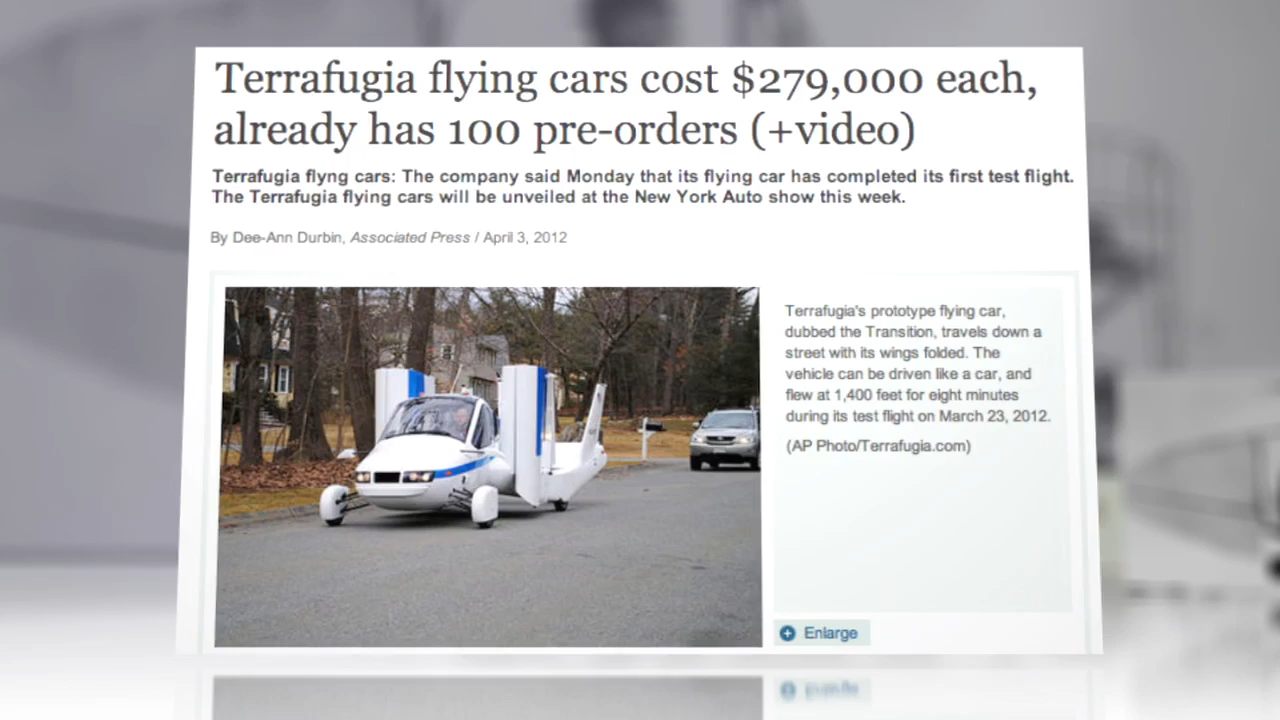 Terrafugia flying cars cost $279,000 each,
already has 100 pre-orders (+video)
Terrafugia flyng cars: The company said Monday that its flying car has completed its first test flight.
The Terrafugia flying cars will be unveiled at the New York Auto show this week.
By Dee-Ann Durbin, Associated Press / April 3, 2012
Terrafugia's prototype flying car,
dubbed the Transition, travels down a
street with its wings folded. The
vehicle can be driven like a car, and
flew at 1,400 feet for eight minutes
during its test flight on March 23, 2012.
(AP Photo/Terrafugia.com)
Enlarge